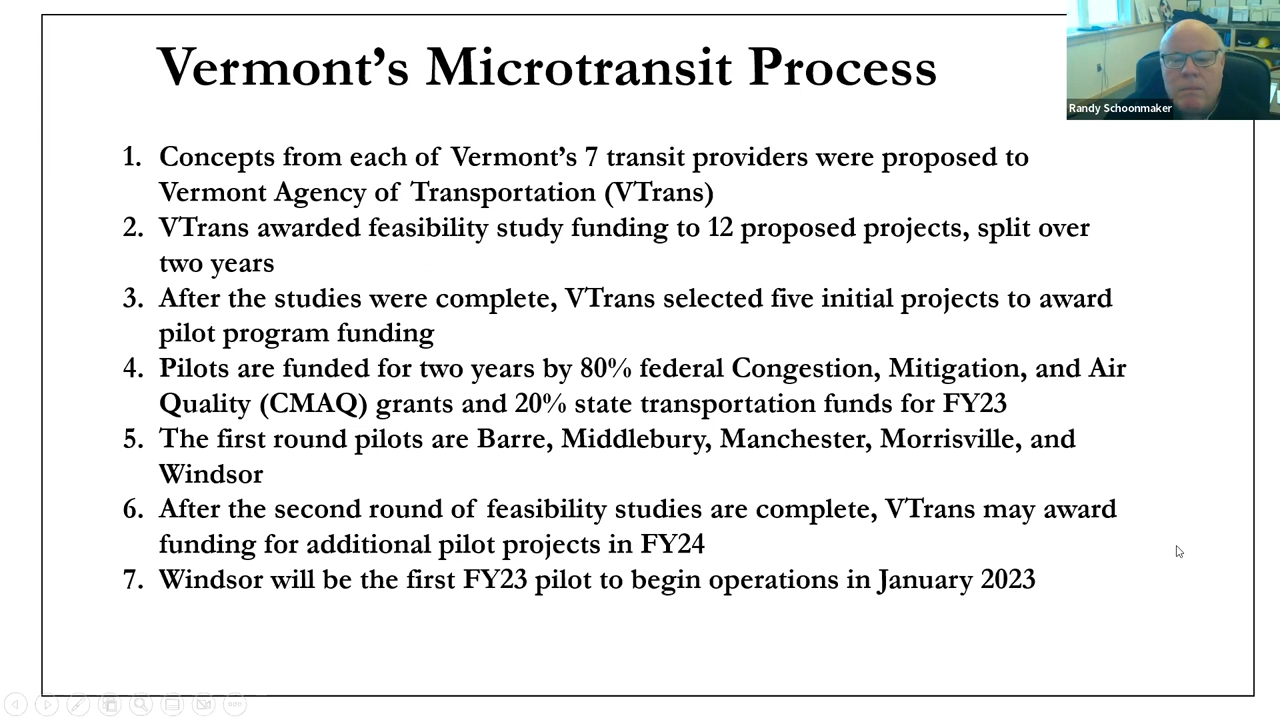 Vermont’s Microtransit Process
Randy Schoonmaker
1. Concepts from each of Vermont’s 7 transit providers were proposed to
Vermont Agency of Transportation (VTrans)
2. VTrans awarded feasibility study funding to 12 proposed projects, split over
two years
3. After the studies were complete, VTrans selected five initial projects to award
pilot program funding
4. Pilots are funded for two years by 80% federal Congestion, Mitigation, and Air
Quality (CMAQ) grants and 20% state transportation funds for FY23
5. The first round pilots are Barre, Middlebury, Manchester, Morrisville, and
Windsor
6. After the second round of feasibility studies are complete, VTrans may award
funding for additional pilot projects in FY24
7. Windsor will be the first FY23 pilot to begin operations in January 2023